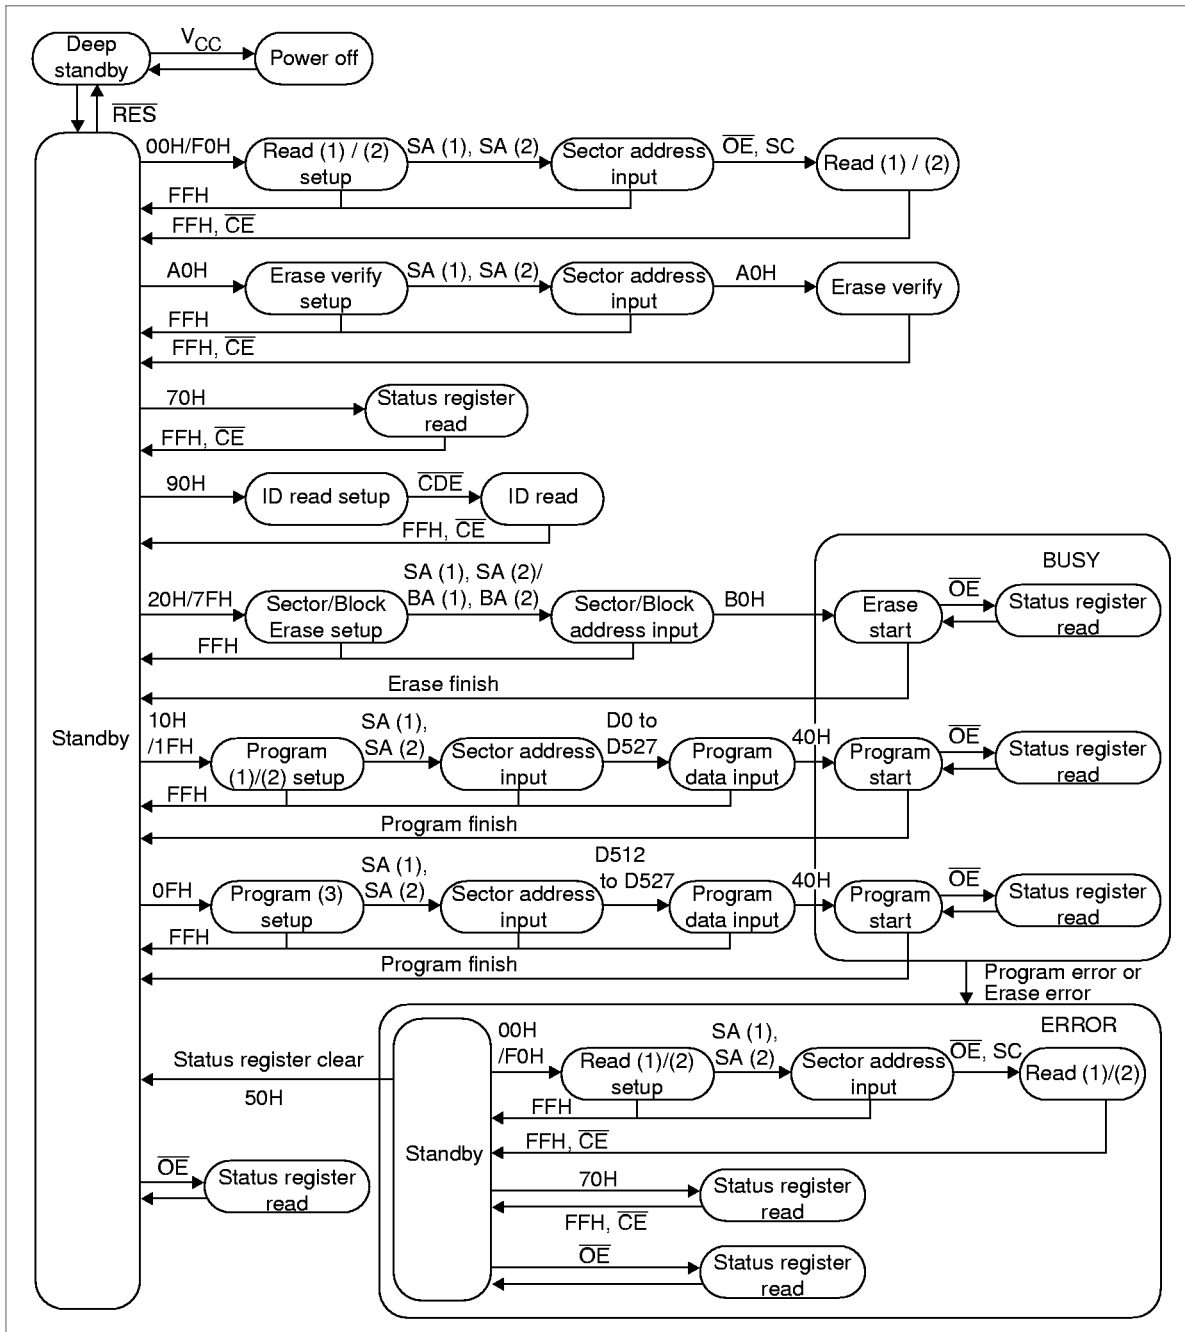 Deep
standby
VCC
Power off
RES
00H/F0H
Read (1) / (2)
setup
SA (1), SA (2)
Sector address
input
OE, SC
Read (1) / (2)
FFH
FFH, CE
A0H
Erase verify
setup
SA (1), SA (2)
Sector address
input
A0H
Erase verify
FFH
FFH, CE
70H
Status register
read
FFH, CE
90H
ID read setup
CDE
ID read
FFH, CE
BUSY
20H/7FH
Sector/Block
Erase setup
SA (1), SA (2)/
BA (1), BA (2)
Sector/Block
address input
B0H
Erase
start
OE
Status register
read
FFH
Erase finish
Standby
10H
/1FH
Program
(1)/(2) setup
SA (1),
SA (2)
Sector address
input
D0 to
D527
Program
data input
40H
Program
start
OE
Status register
read
FFH
Program finish
0FH
Program (3)
setup
SA (1),
SA (2)
Sector address
input
D512
to D527
Program
data input
40H
Program
start
OE
Status register
read
FFH
Program finish
Program error or
Erase error
ERROR
Status register clear
50H
Standby
00H
/F0H
Read (1)/(2)
setup
SA (1),
SA (2)
Sector address
input
OE, SC
Read (1)/(2)
FFH
FFH, CE
70H
Status register
read
FFH, CE
OE
Status register
read
OE
Status register
read